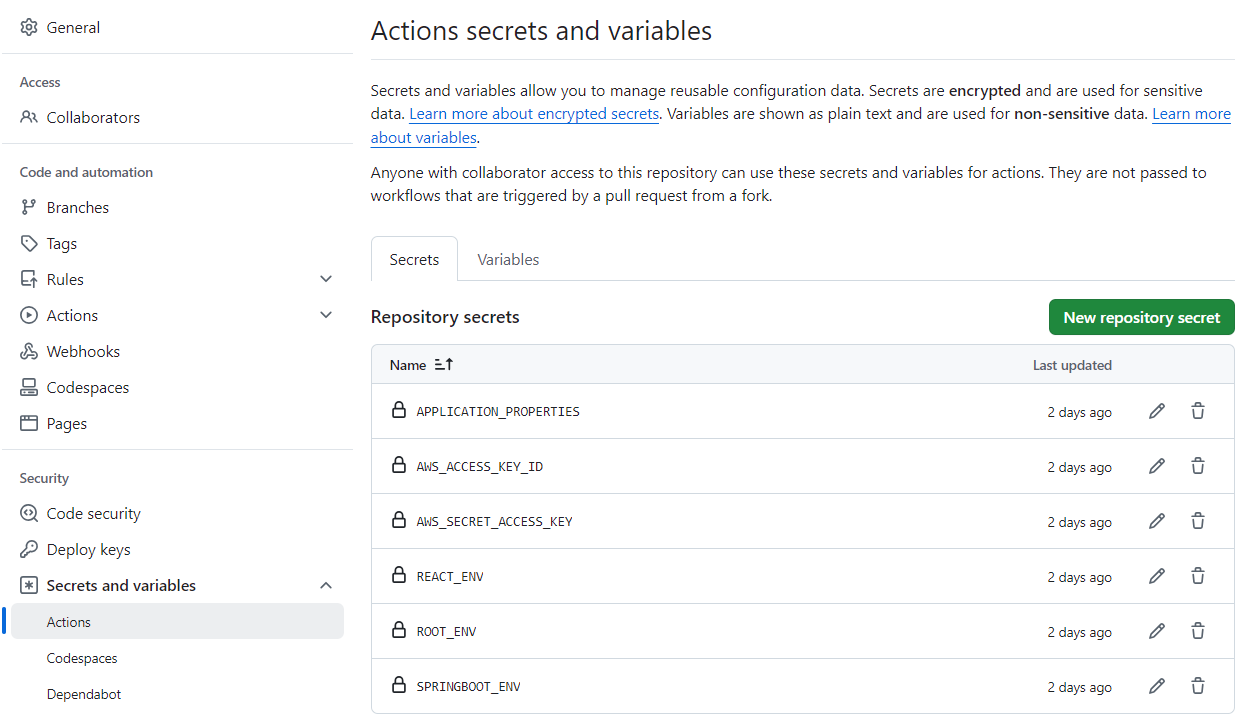 General
Access
Collaborators
Code and automation
Branches
Tags
Rules
Actions
Webhooks
Codespaces
Pages
Security
Code security
Deploy keys
Secrets and variables
Actions
Codespaces
Dependabot
Actions secrets and variables
Secrets and variables allow you to manage reusable configuration data. Secrets are encrypted and are used for sensitive
data. Learn more about encrypted secrets. Variables are shown as plain text and are used for non-sensitive data. Learn more
about variables.
Anyone with collaborator access to this repository can use these secrets and variables for actions. They are not passed to
workflows that are triggered by a pull request from a fork.
Secrets Variables
Repository secrets New repository secret
Name Last updated
APPLICATION_PROPERTIES 2 days ago
AWS_ACCESS_KEY_ID 2 days ago
AWS_SECRET_ACCESS_KEY 2 days ago
REACT_ENV 2 days ago
ROOT_ENV 2 days ago
SPRINGBOOT_ENV 2 days ago